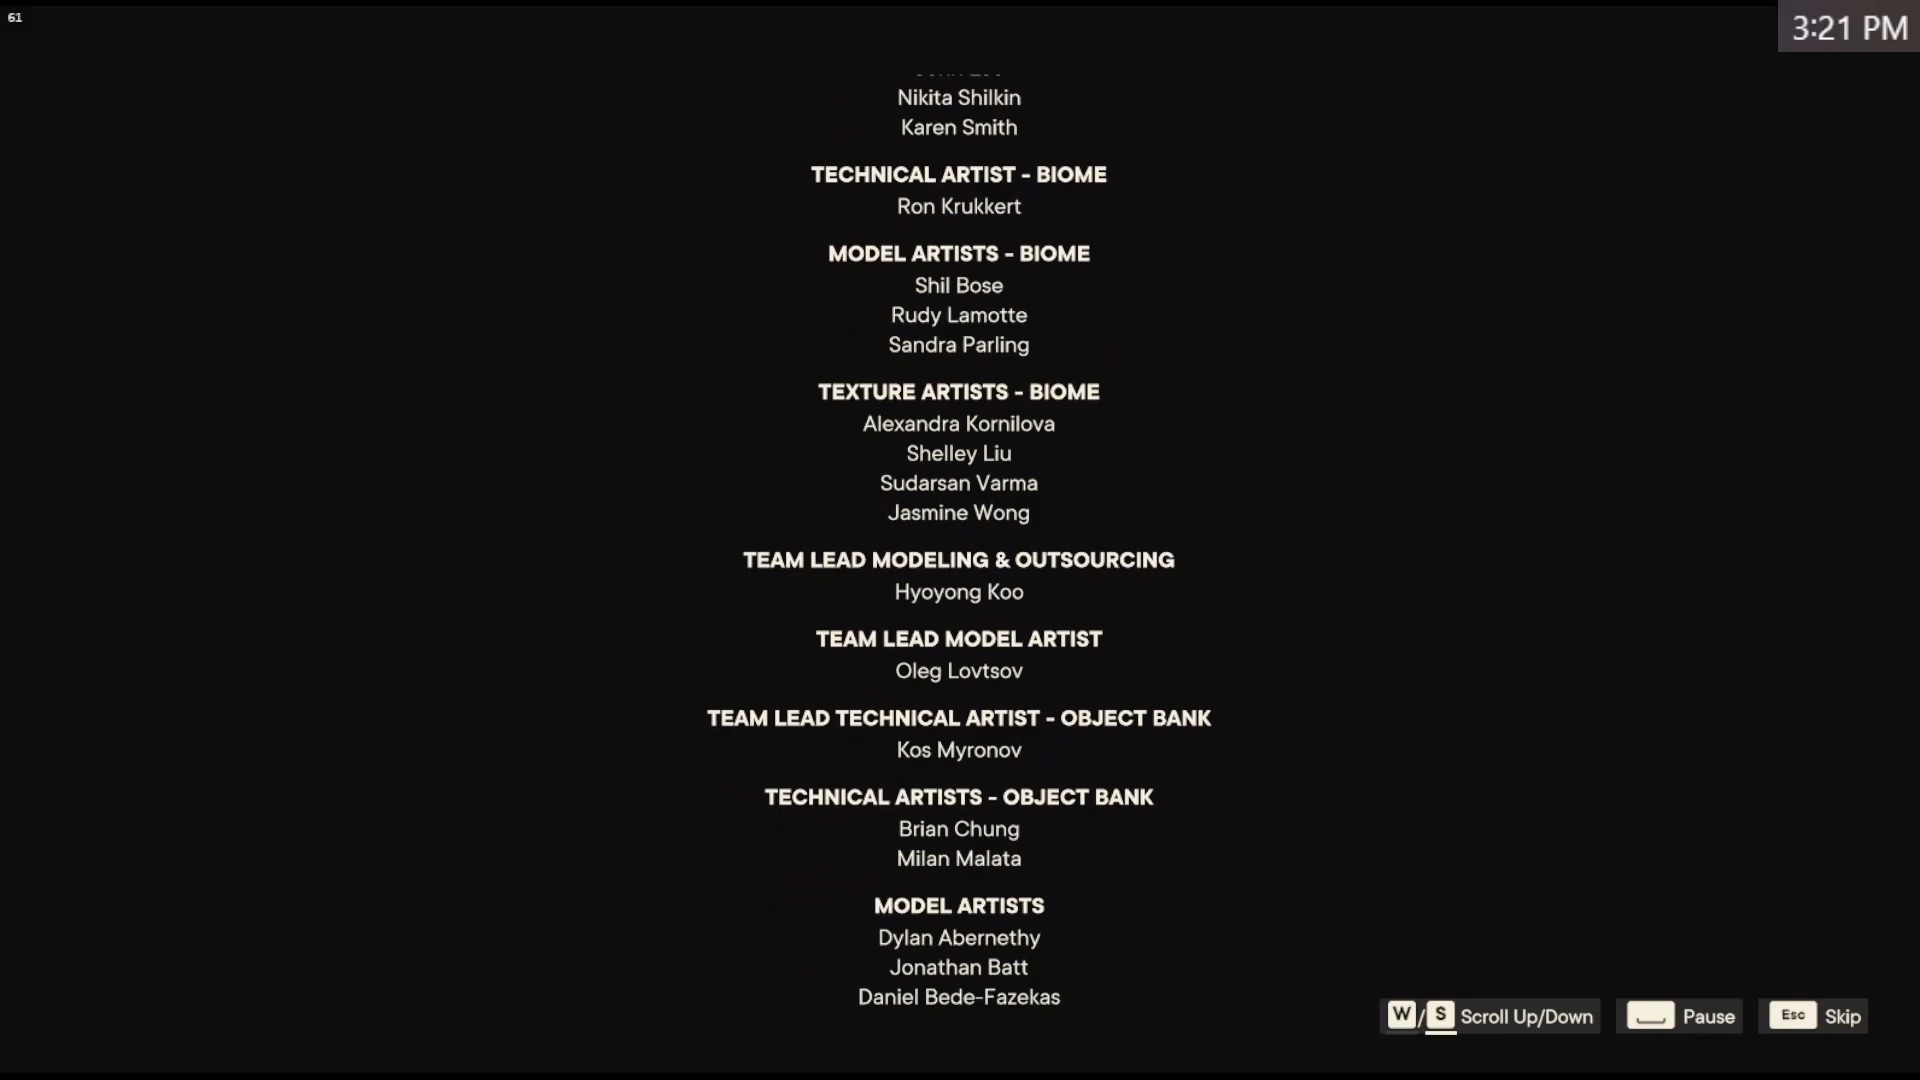 61
3:21 PM
Nikita Shilkin
Karen Smith
TECHNICAL ARTIST - BIOME
Ron Krukkert
MODEL ARTISTS - BIOME
Shil Bose
Rudy Lamotte
Sandra Parling
TEXTURE ARTISTS - BIOME
Alexandra Kornilova
Shelley Liu
Sudarsan Varma
Jasmine Wong
TEAM LEAD MODELING & OUTSOURCING
Hyoyong Koo
TEAM LEAD MODEL ARTIST
Oleg Lovtsov
TEAM LEAD TECHNICAL ARTIST - OBJECT BANK
Kos Myronov
TECHNICAL ARTISTS - OBJECT BANK
Brian Chung
Milan Malata
MODEL ARTISTS
Dylan Abernethy
Jonathan Batt
Daniel Bede-Fazekas
W/S Scroll Up/Down Pause Esc Skip